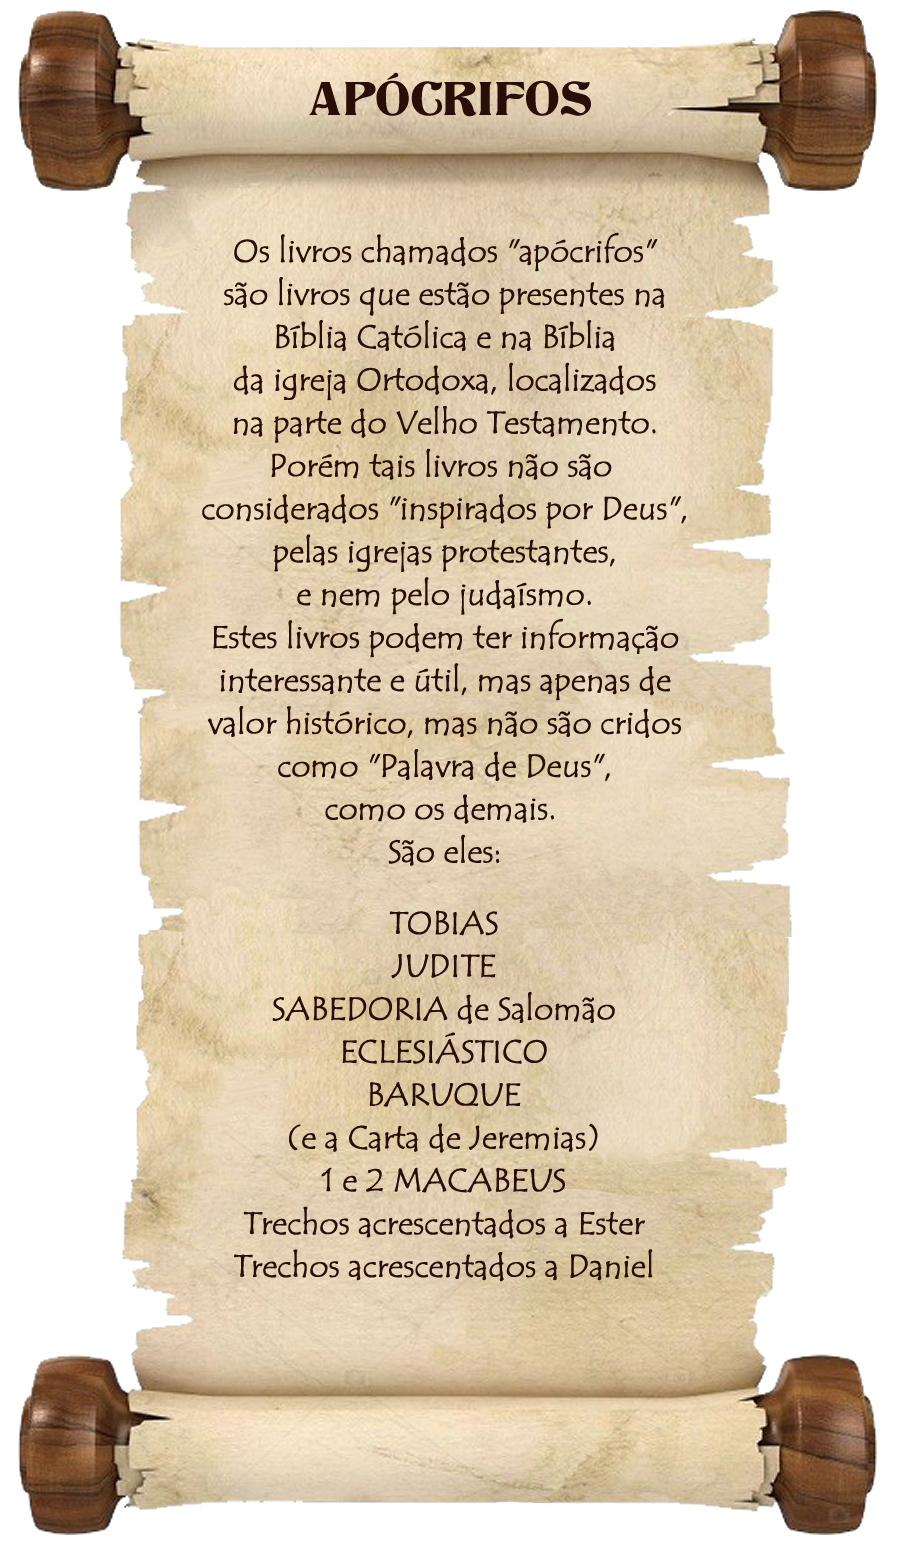 APÓCRIFOS
Os livros chamados "apócrifos"
são livros que estão presentes na
Bíblia Católica e na Bíblia
da igreja Ortodoxa, localizados
na parte do Velho Testamento.
Porém tais livros não são
considerados "inspirados por Deus",
pelas igrejas protestantes,
e nem pelo judaísmo.
Estes livros podem ter informação
interessante e útil, mas apenas de
valor histórico, mas não são cridos
como "Palavra de Deus",
como os demais.
São eles:
TOBIAS
JUDITE
SABEDORIA de Salomão
ECLESIÁSTICO
BARUQUE
(e a Carta de Jeremias)
1 e 2 MACABEUS
Trechos acrescentados a Ester
Trechos acrescentados a Daniel